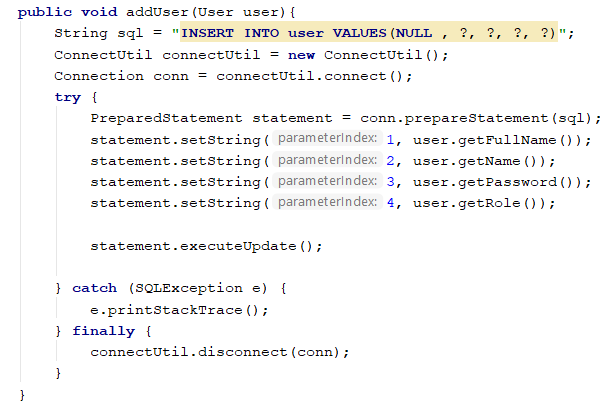 public void addUser(User user){
String sql = "INSERT INTO user VALUES(NULL , ?, ?, ?, ?)";
ConnectUtil connectUtil = new ConnectUtil();
Connection conn = connectUtil.connect();
try {
PreparedStatement statement = conn.prepareStatement(sql);
statement.setString( parameterIndex: 1, user.getFullName());
statement.setString( parameterIndex: 2, user.getName());
statement.setString( parameterIndex: 3, user.getPassword());
statement.setString( parameterIndex: 4, user.getRole());
statement.executeUpdate();
} catch (SQLException e) {
e.printStackTrace();
} finally {
connectUtil.disconnect(conn);
}
}